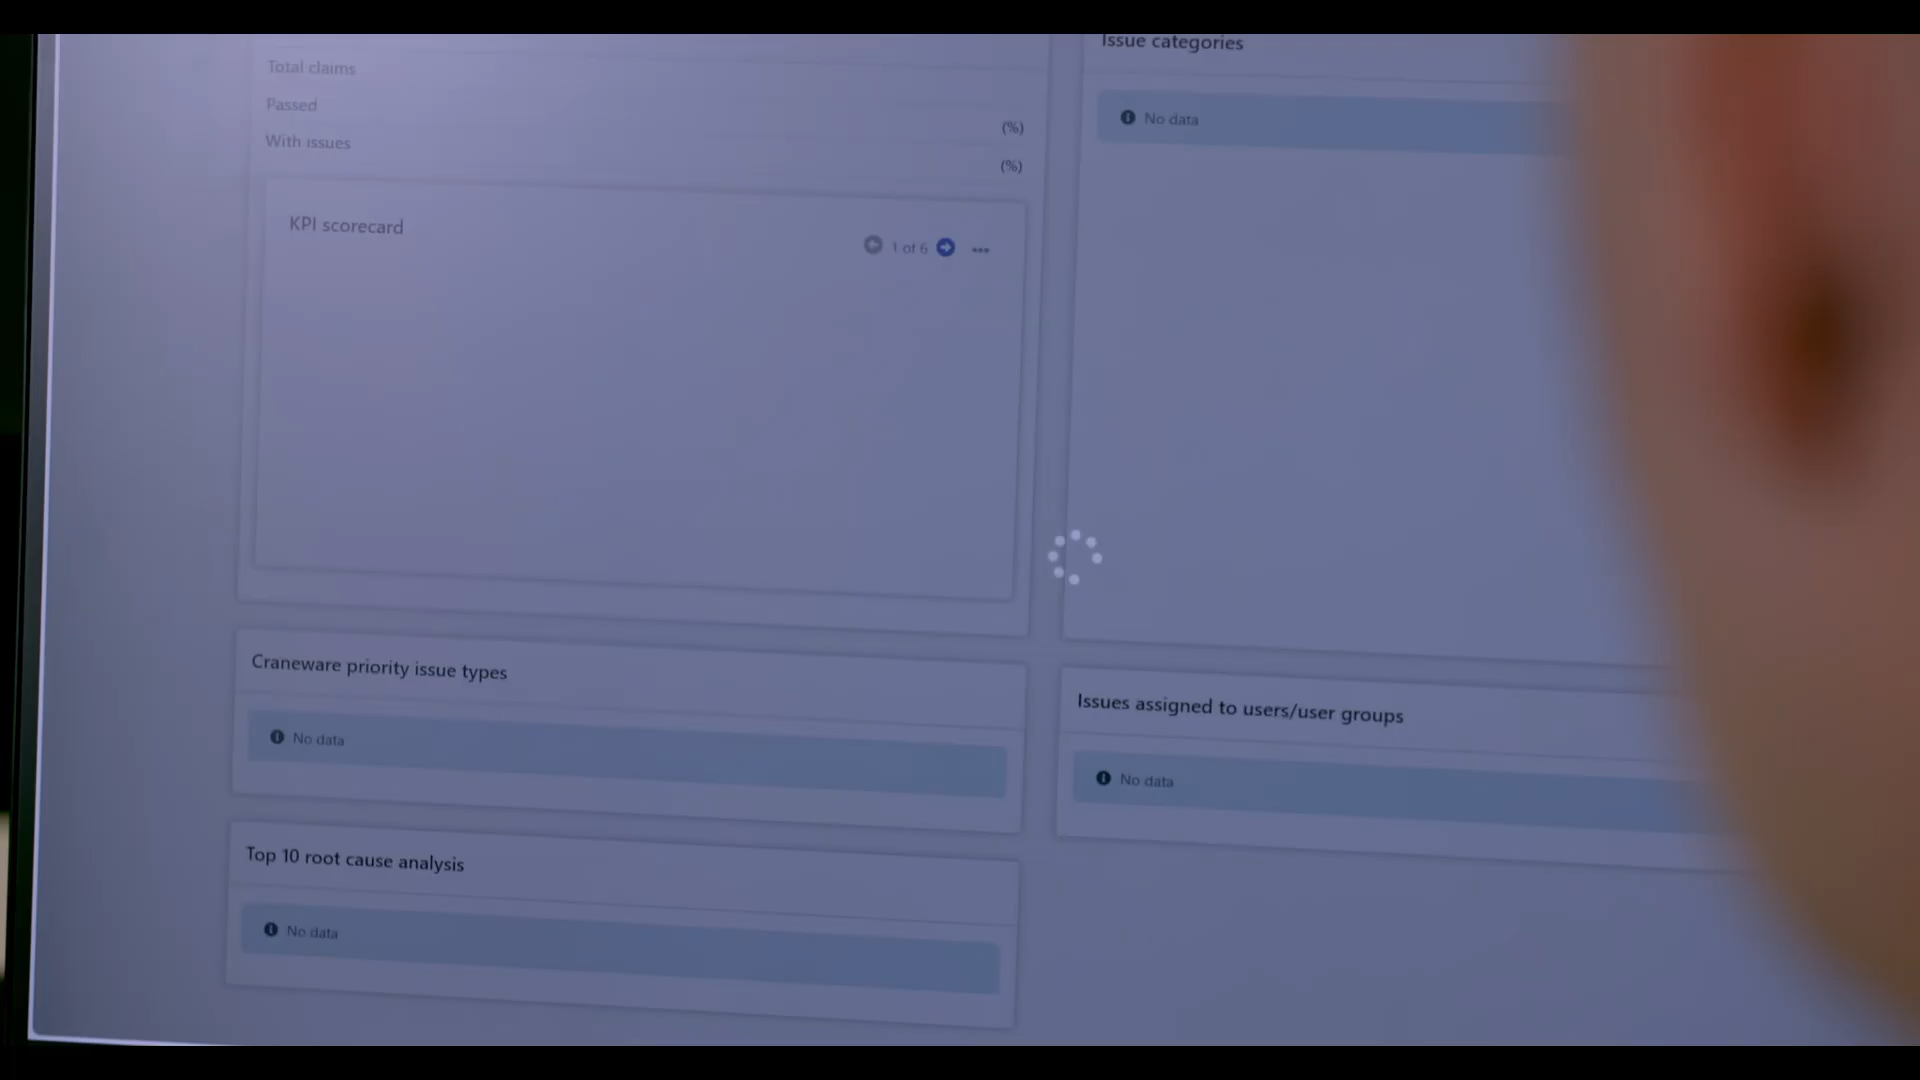 Total claims
Passed
(%)
With issues
(%)
KPI scorecard
1 of 6
Craneware priority issue types
No data
Top 10 root cause analysis
No data
Issue categories
No data
Issues assigned to users/user groups
No data